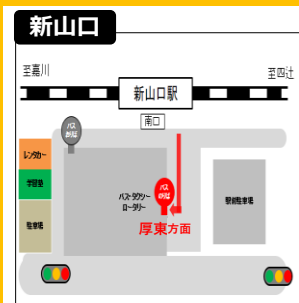 新山口
至嘉川
至四辻
新山口駅
南口
バス
レンタカー
学習塾
駐車場
バス・タクシー
ロータリー
バス
厚東方面
駅前駐車場